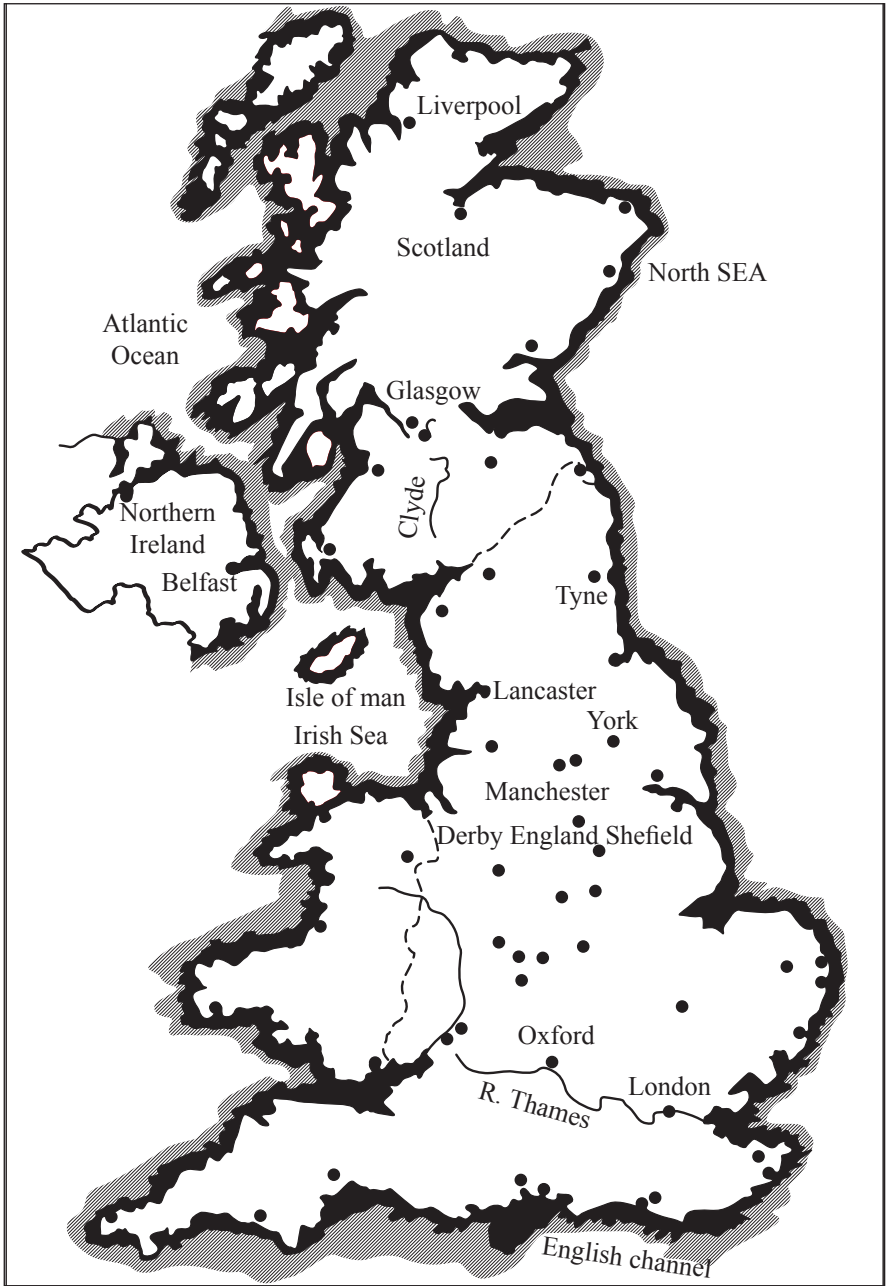 Liverpool
Scotland
North SEA
Atlantic
Ocean
Glasgow
Clyde
Northern
Ireland
Belfast
Tyne
Isle of man
Irish Sea
Lancaster
York
Manchester
Derby England Shefield
Oxford
London
R. Thames
English channel